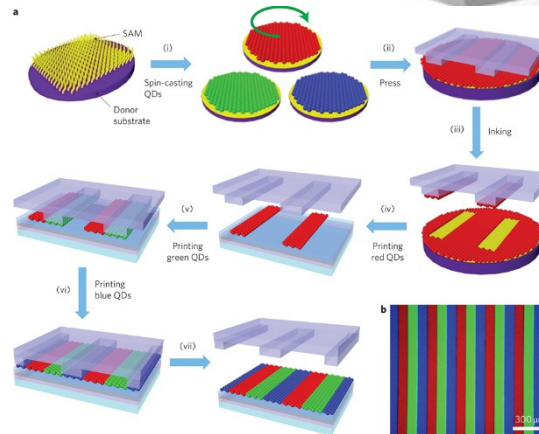 a
SAM
(i)
Spin-casting
QDs
Donor
substrate
(ii)
Press
(iii)
Inking
(iv)
Printing
red QDs
(v)
Printing
green QDs
(vi)
Printing
blue QDs
(vii)
b
300 μm